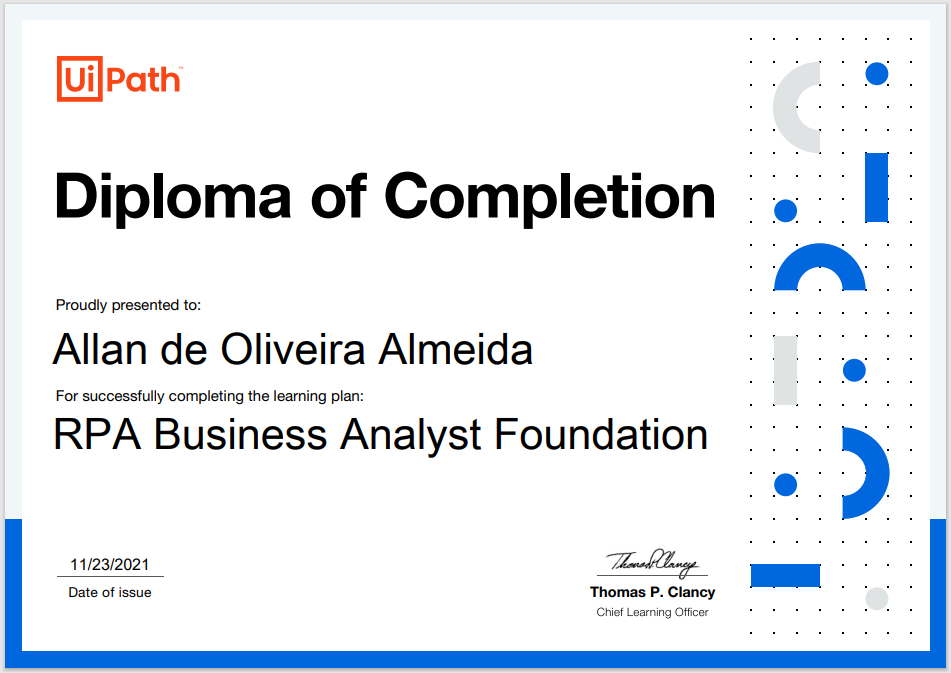 UiPath™
Diploma of Completion
Proudly presented to:
Allan de Oliveira Almeida
For successfully completing the learning plan:
RPA Business Analyst Foundation
11/23/2021
Date of issue
Thomas P. Clancy
Thomas P. Clancy
Chief Learning Officer